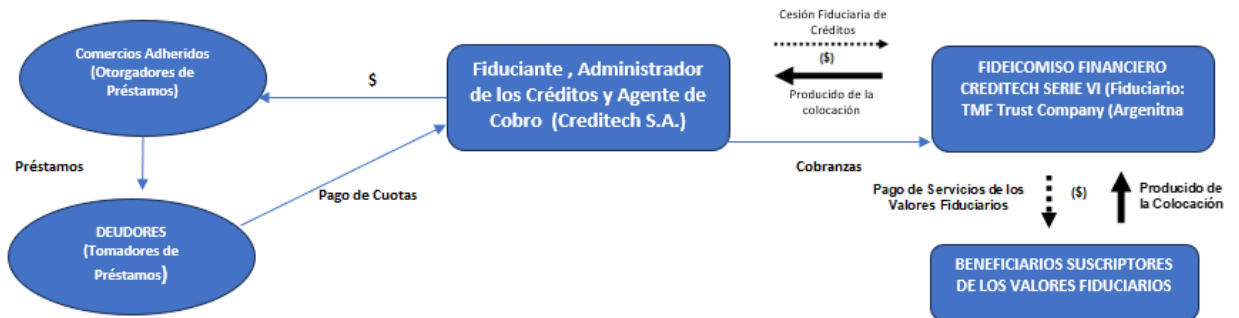 Comercios Adheridos
(Otorgadores de
Préstamos)
$
Fiduciante , Administrador
de los Créditos y Agente de
Cobro (Creditech S.A.)
Cesión Fiduciaria de
Créditos
($)
Producido de la
colocación
FIDEICOMISO FINANCIERO
CREDITECH SERIE VI (Fiduciario:
TMF Trust Company (Argenitna
Préstamos
Pago de Cuotas
Cobranzas
DEUDORES
(Tomadores de
Préstamos)
Pago de Servicios de los
Valores Fiduciarios
($)
Producido de
la Colocación
BENEFICIARIOS SUSCRIPTORES
DE LOS VALORES FIDUCIARIOS